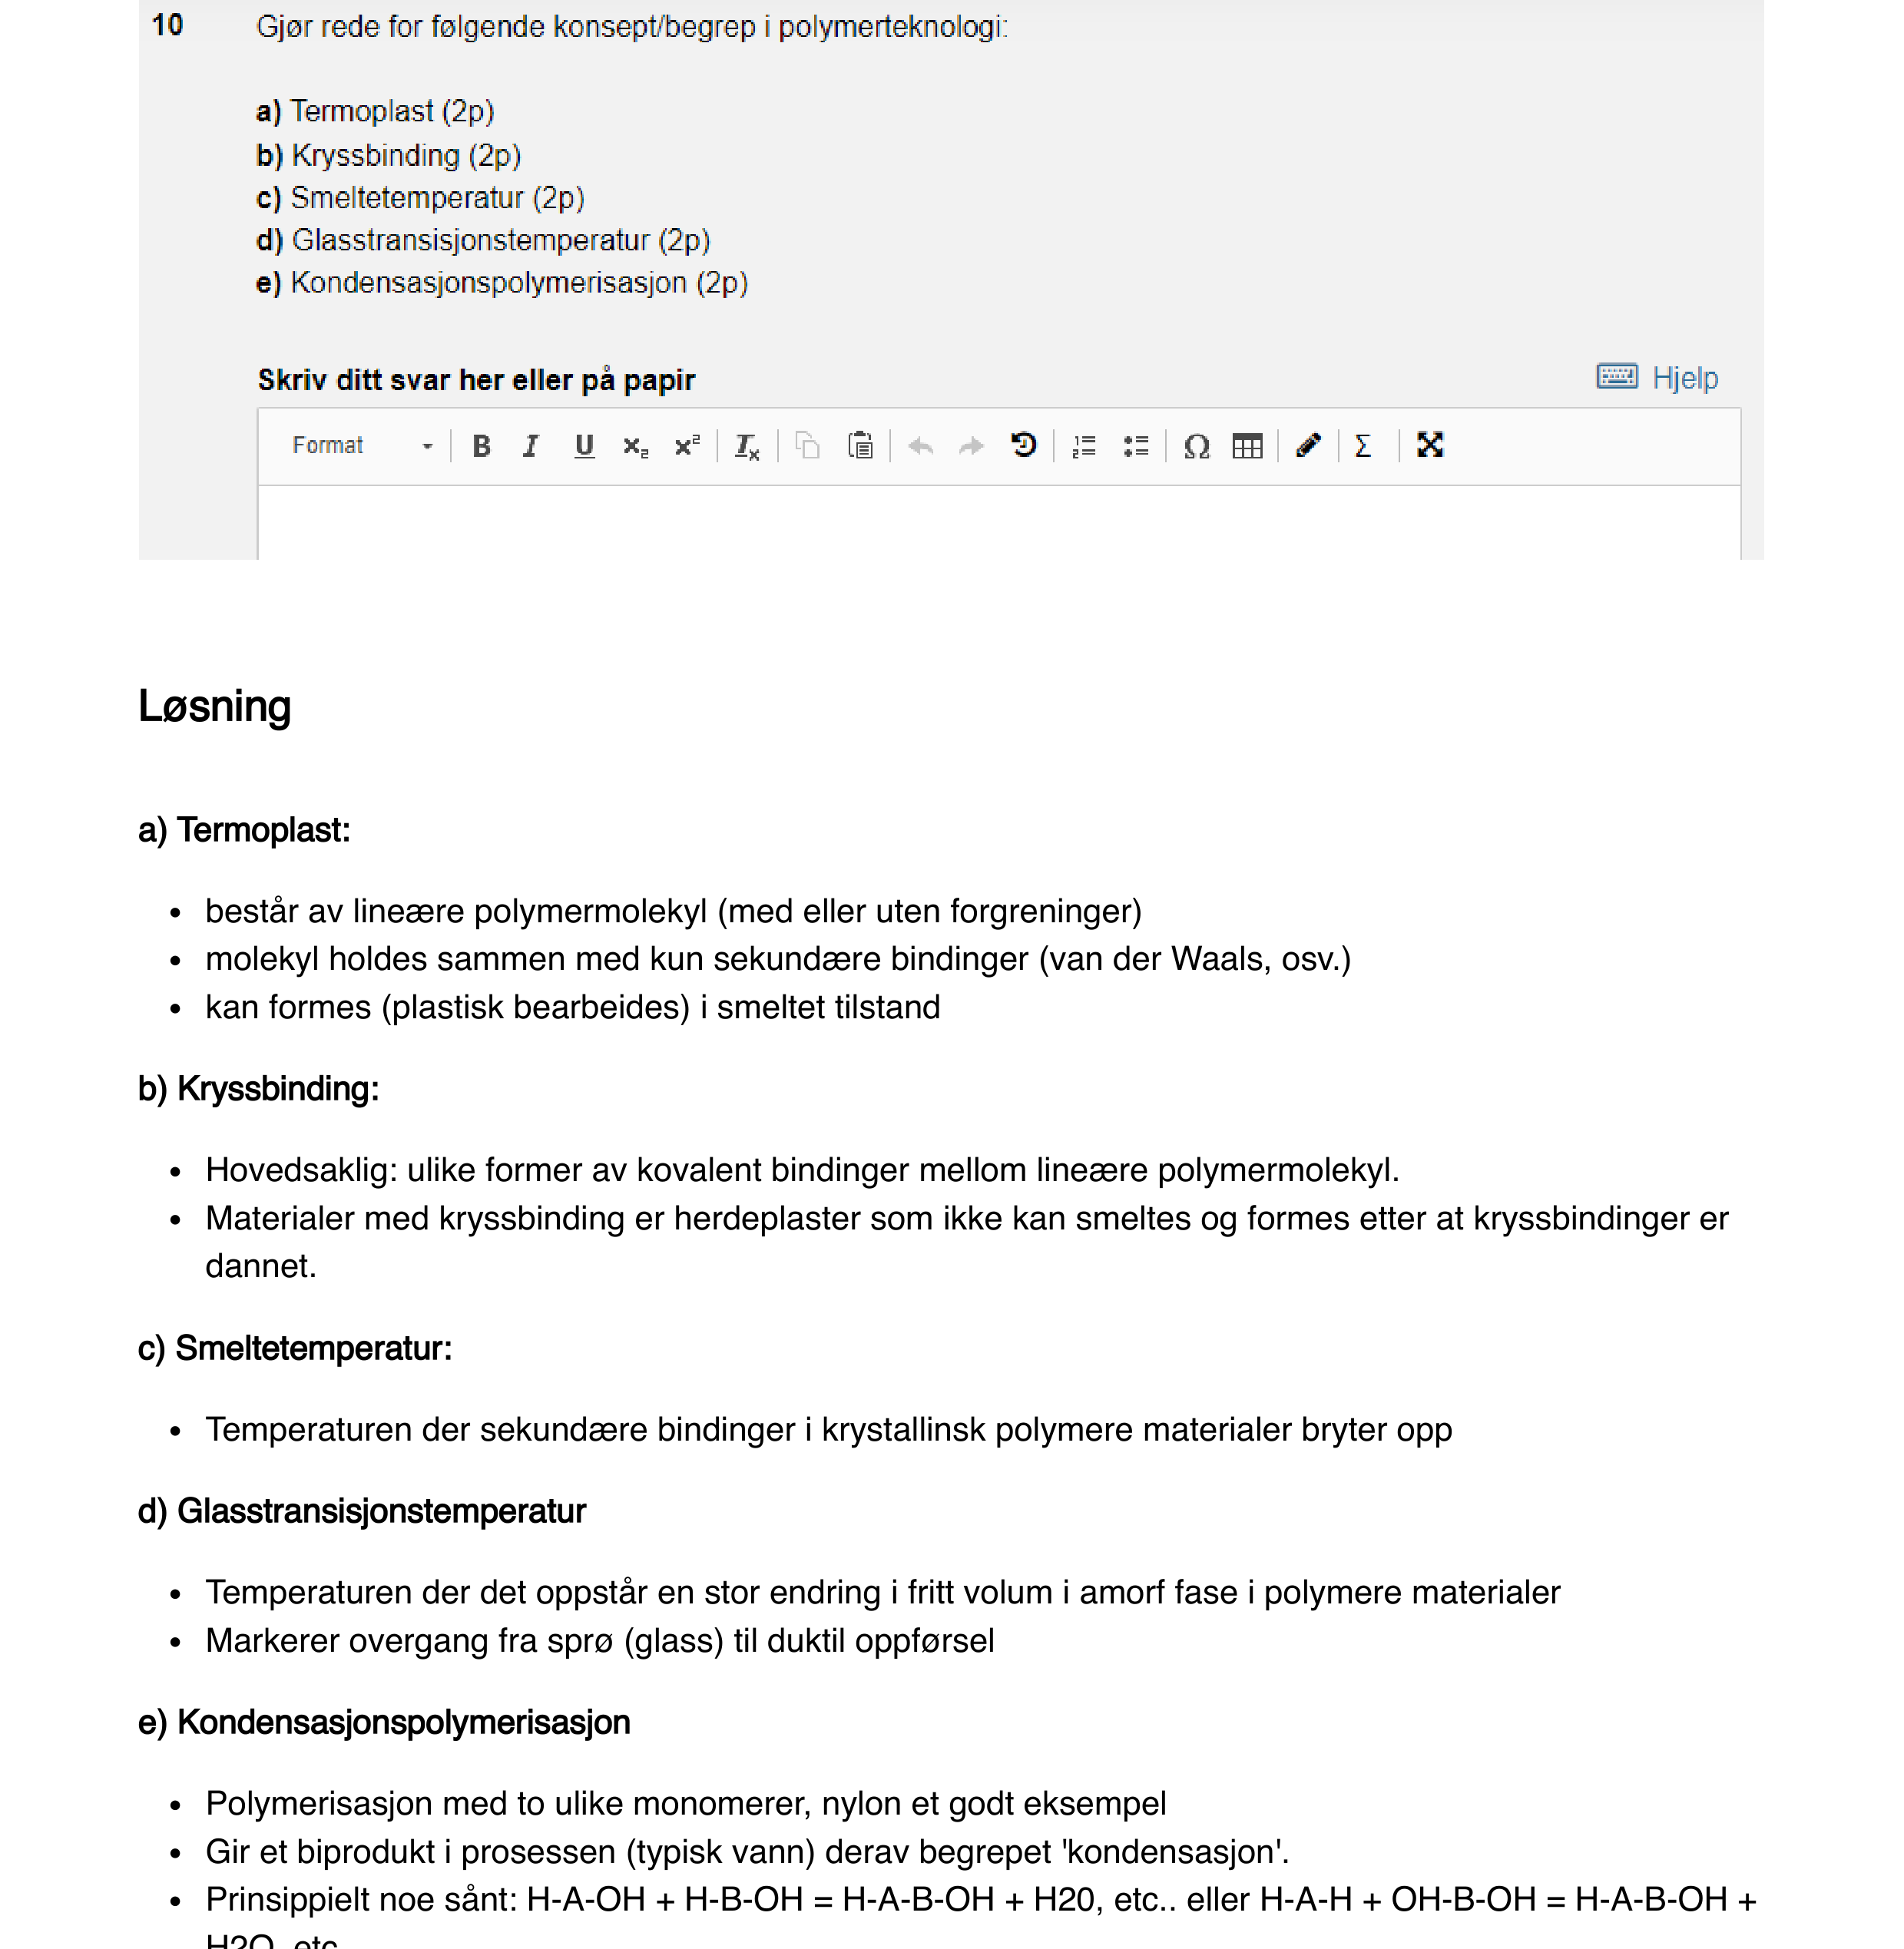 10 Gjør rede for følgende konsept/begrep i polymerteknologi:
a) Termoplast (2p)
b) Kryssbinding (2p)
c) Smeltetemperatur (2p)
d) Glasstransisjonstemperatur (2p)
e) Kondensasjonspolymerisasjon (2p)
Skriv ditt svar her eller på papir
Hjelp
Format
Løsning
a) Termoplast:
• består av lineære polymermolekyl (med eller uten forgreninger)
• molekyl holdes sammen med kun sekundære bindinger (van der Waals, osv.)
• kan formes (plastisk bearbeides) i smeltet tilstand
b) Kryssbinding:
• Hovedsaklig: ulike former av kovalent bindinger mellom lineære polymermolekyl.
• Materialer med kryssbinding er herdeplaster som ikke kan smeltes og formes etter at kryssbindinger er
dannet.
c) Smeltetemperatur:
• Temperaturen der sekundære bindinger i krystallinsk polymere materialer bryter opp
d) Glasstransisjonstemperatur
• Temperaturen der det oppstår en stor endring i fritt volum i amorf fase i polymere materialer
• Markerer overgang fra sprø (glass) til duktil oppførsel
e) Kondensasjonspolymerisasjon
• Polymerisasjon med to ulike monomerer, nylon et godt eksempel
• Gir et biprodukt i prosessen (typisk vann) derav begrepet 'kondensasjon'.
• Prinsippielt noe sånt: H-A-OH + H-B-OH = H-A-B-OH + H20, etc.. eller H-A-H + OH-B-OH = H-A-B-OH +
H2O, etc